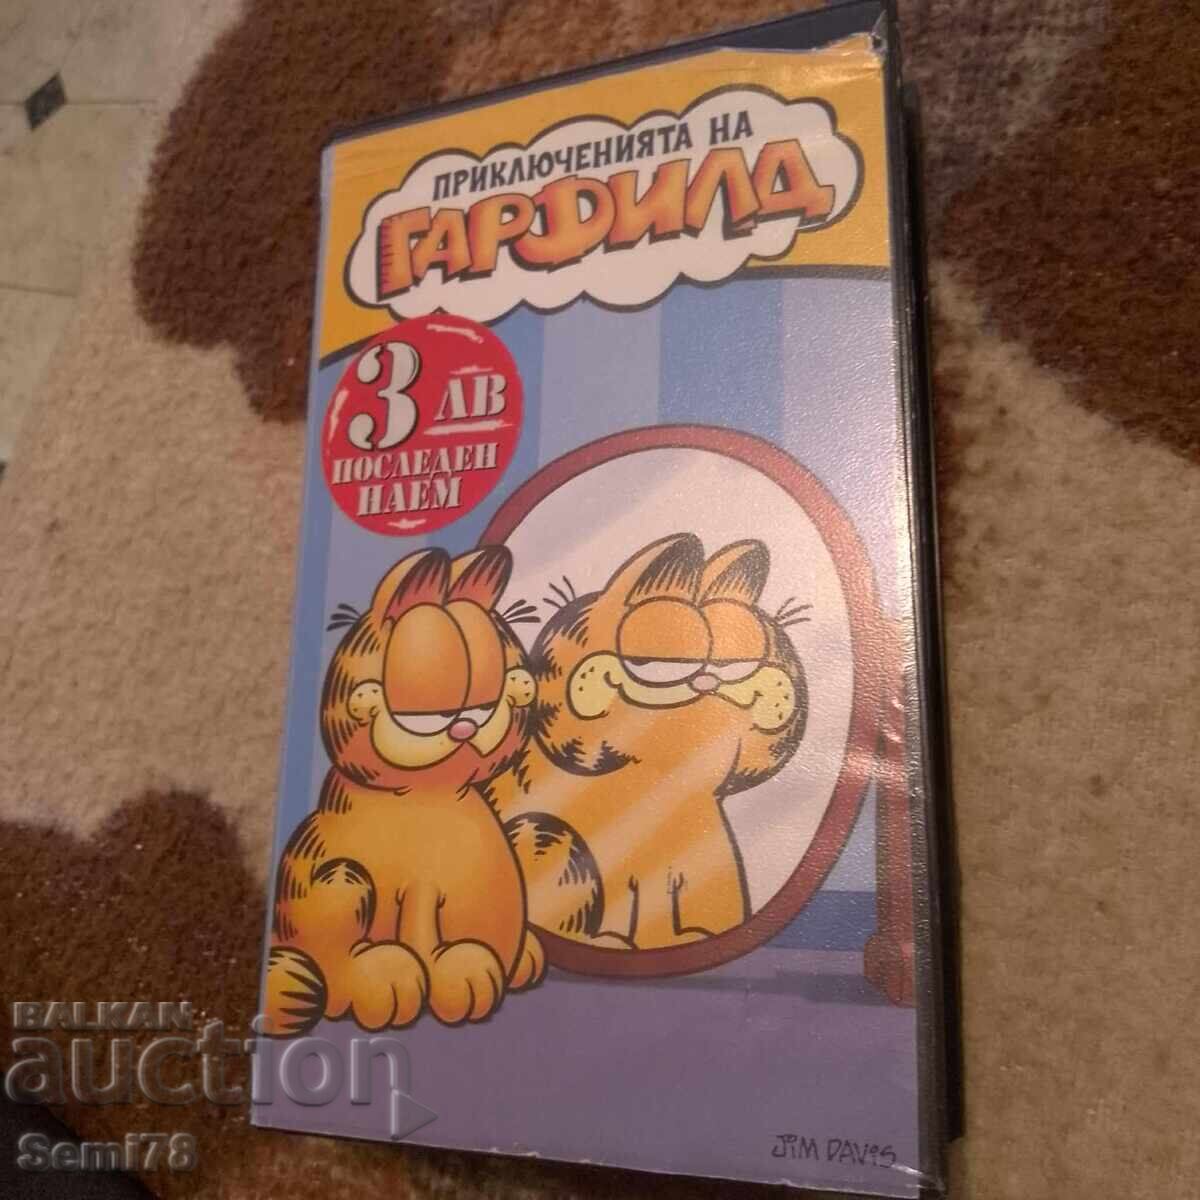 ПРИКЛЮЧЕНИЯТА НА
ГАРФИЛД
3 ЛВ
ПОСЛЕДЕН
НАЕМ
JIM DAVIS
BALKAN
auction
Semi78